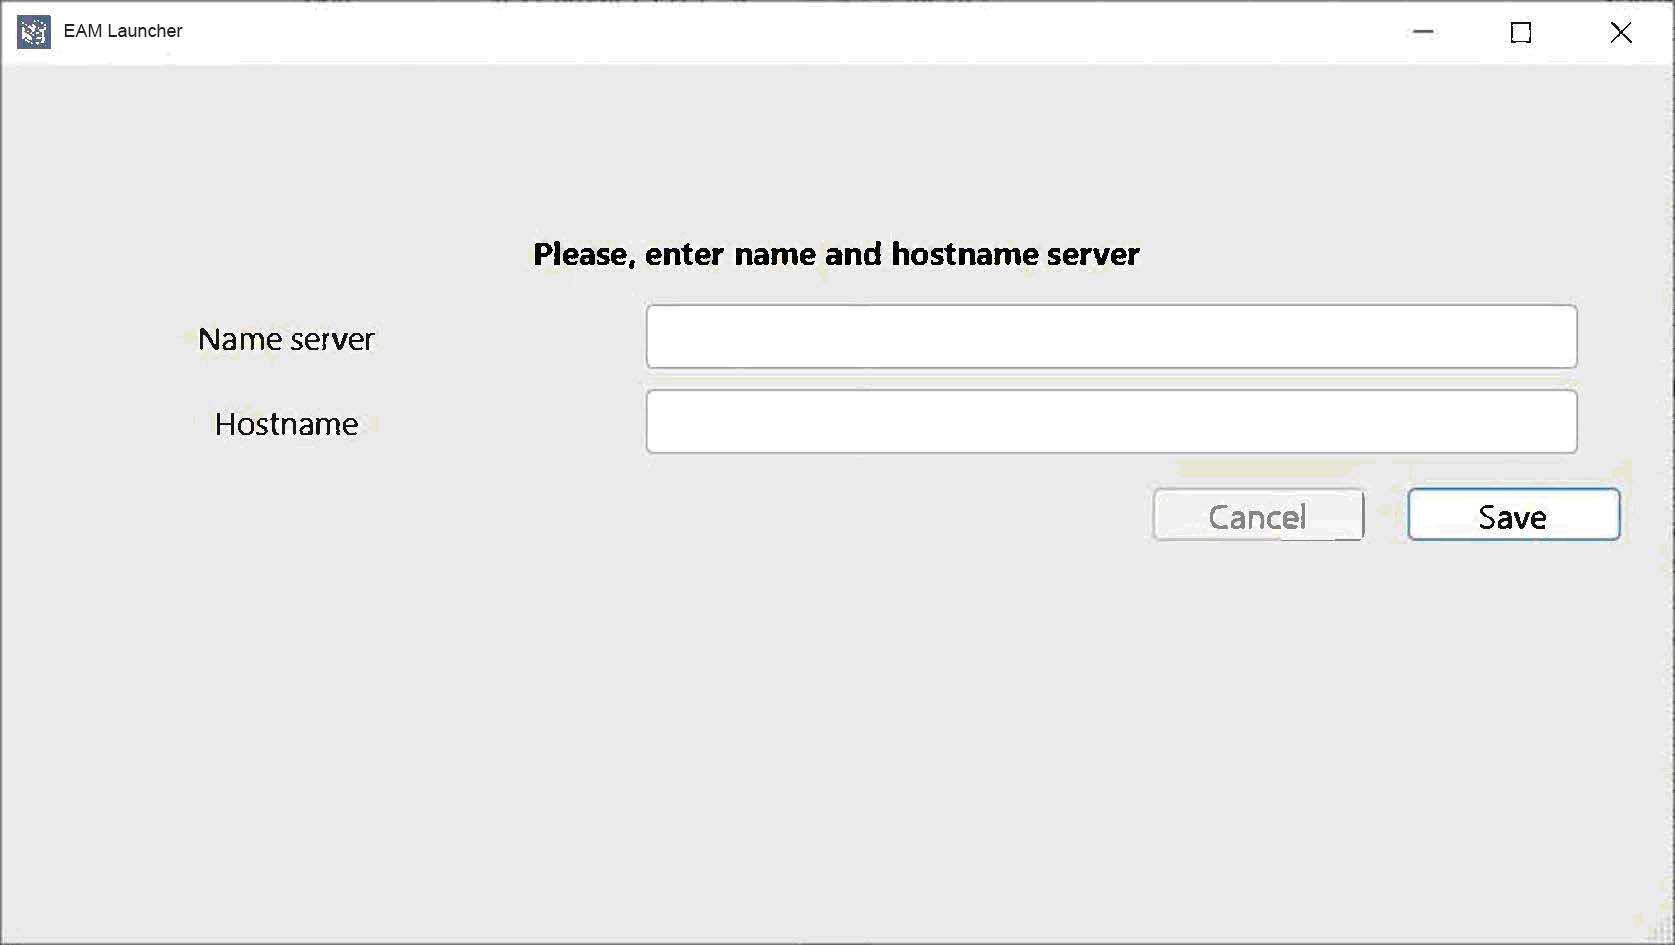 EAM Launcher
Please, enter name and hostname server
Name server
Hostname
Cancel
Save